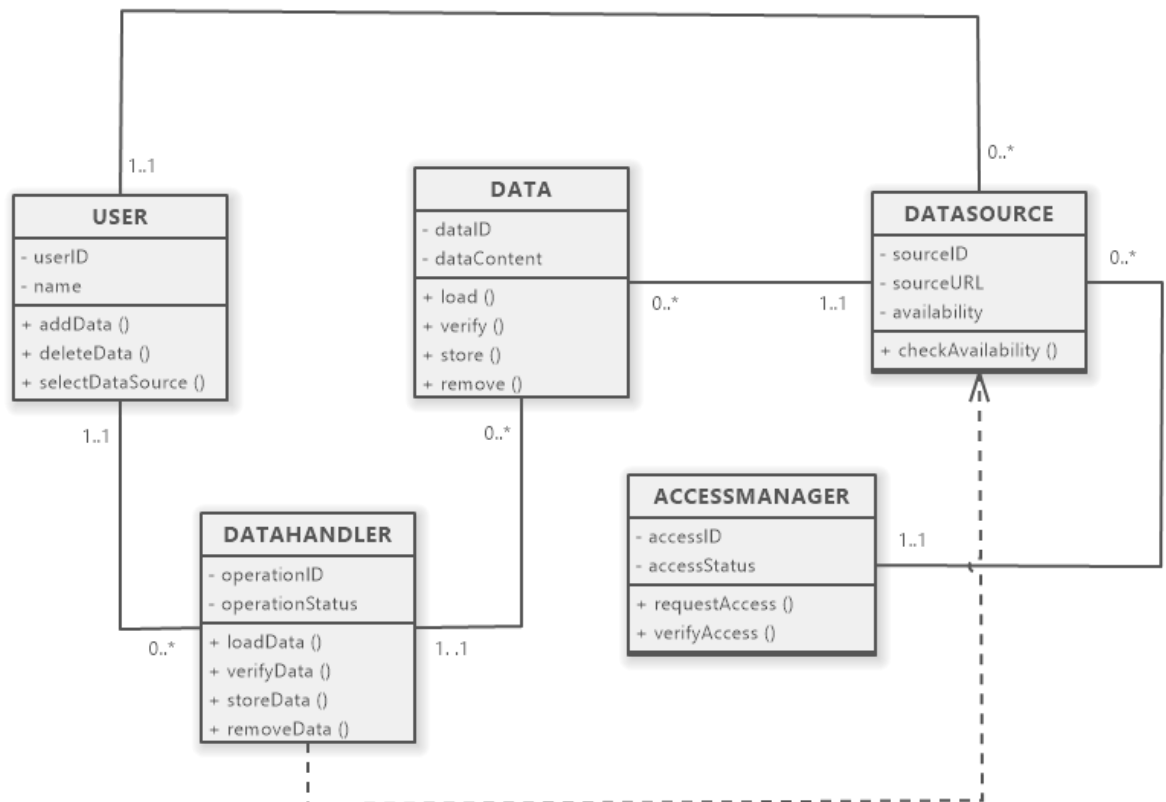 1..1
0..*
USER
- userID
- name
+ addData ()
+ deleteData ()
+ selectDataSource ()
1..1
DATA
- dataID
- dataContent
+ load ()
+ verify ()
+ store ()
+ remove ()
0..*
0..*
1..1
DATASOURCE
- sourceID
- sourceURL
- availability
+ checkAvailability ()
0..*
DATAHANDLER
- operationID
- operationStatus
+ loadData ()
+ verifyData ()
+ storeData ()
+ removeData ()
0..*
1. .1
ACCESSMANAGER
- accessID
- accessStatus
+ requestAccess ()
+ verifyAccess ()
1..1